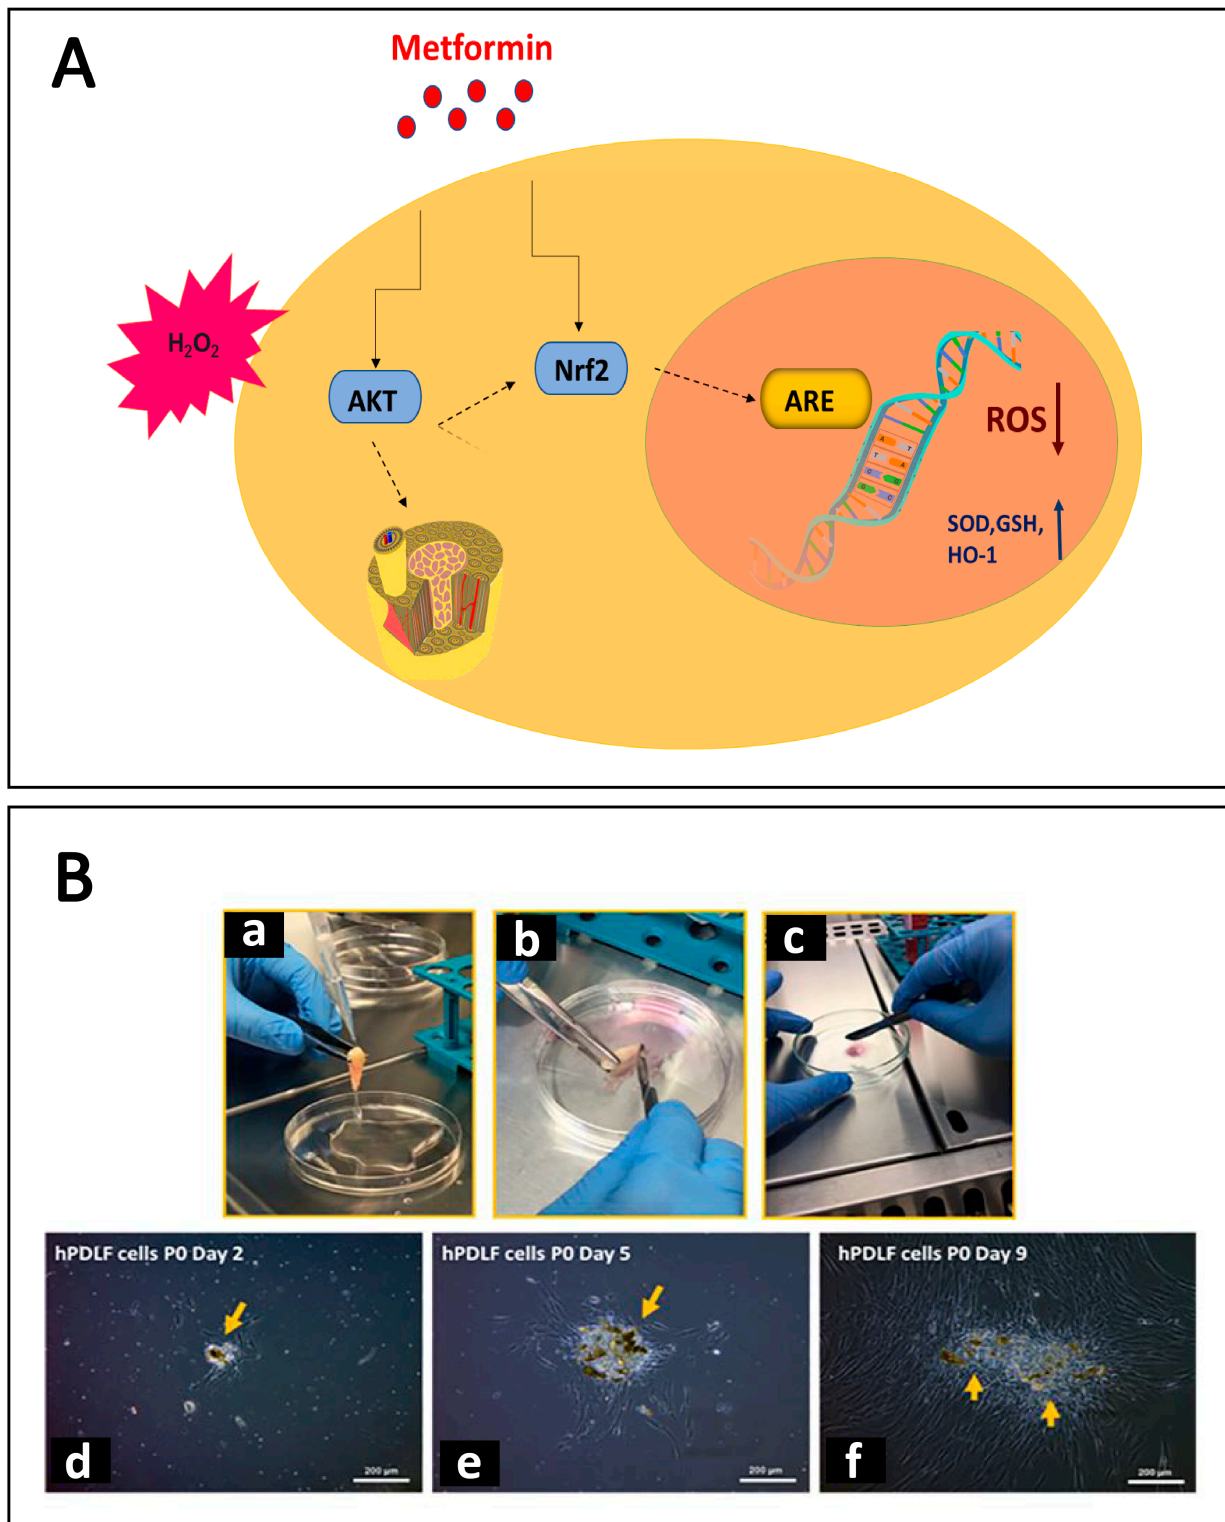 A
Metformin
H₂O₂
AKT
Nrf2
ARE
ROS
SOD,GSH,
HO-1
A
T
T
A
B
a
b
c
hPDLF cells P0 Day 2
hPDLF cells P0 Day 5
hPDLF cells P0 Day 9
d
200 µm
e
200 µm
f
200 µm